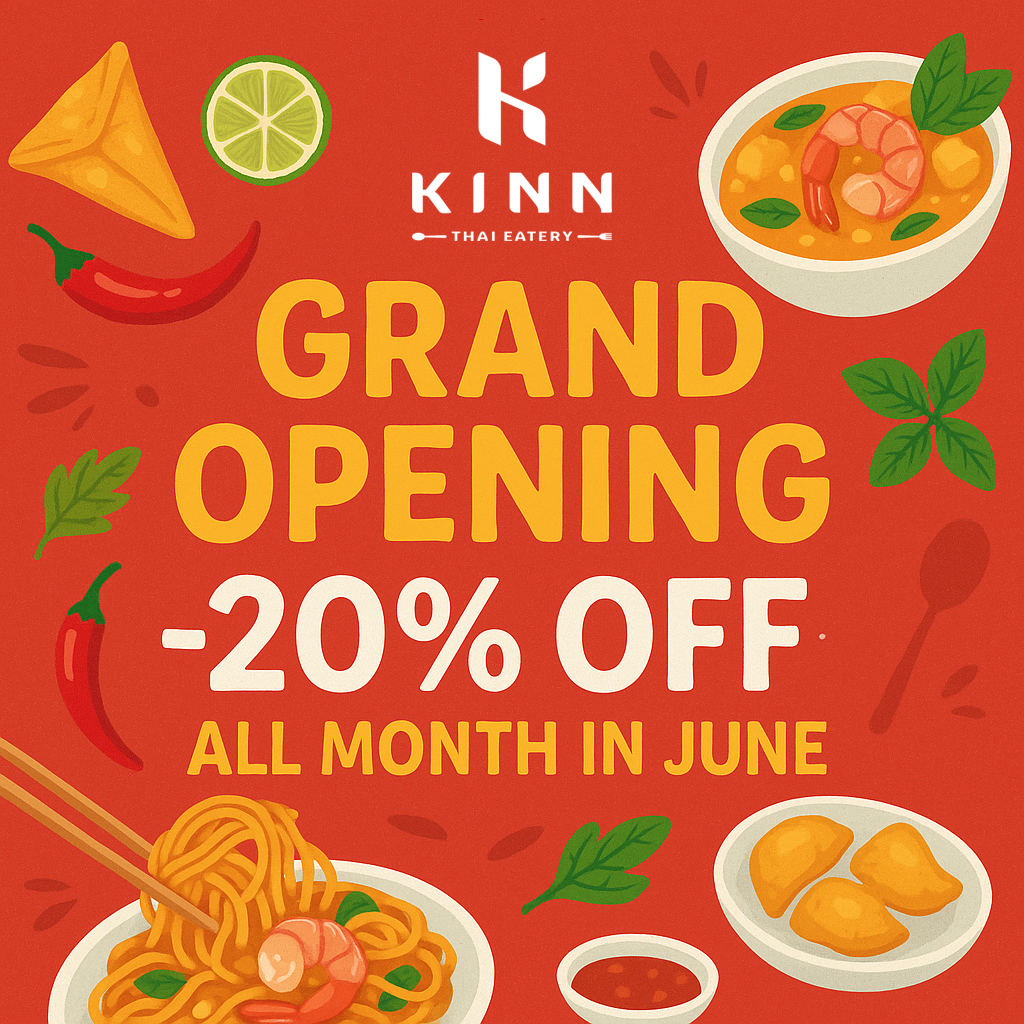 K
KINN
THAI EATERY
GRAND
OPENING
-20% OFF
ALL MONTH IN JUNE